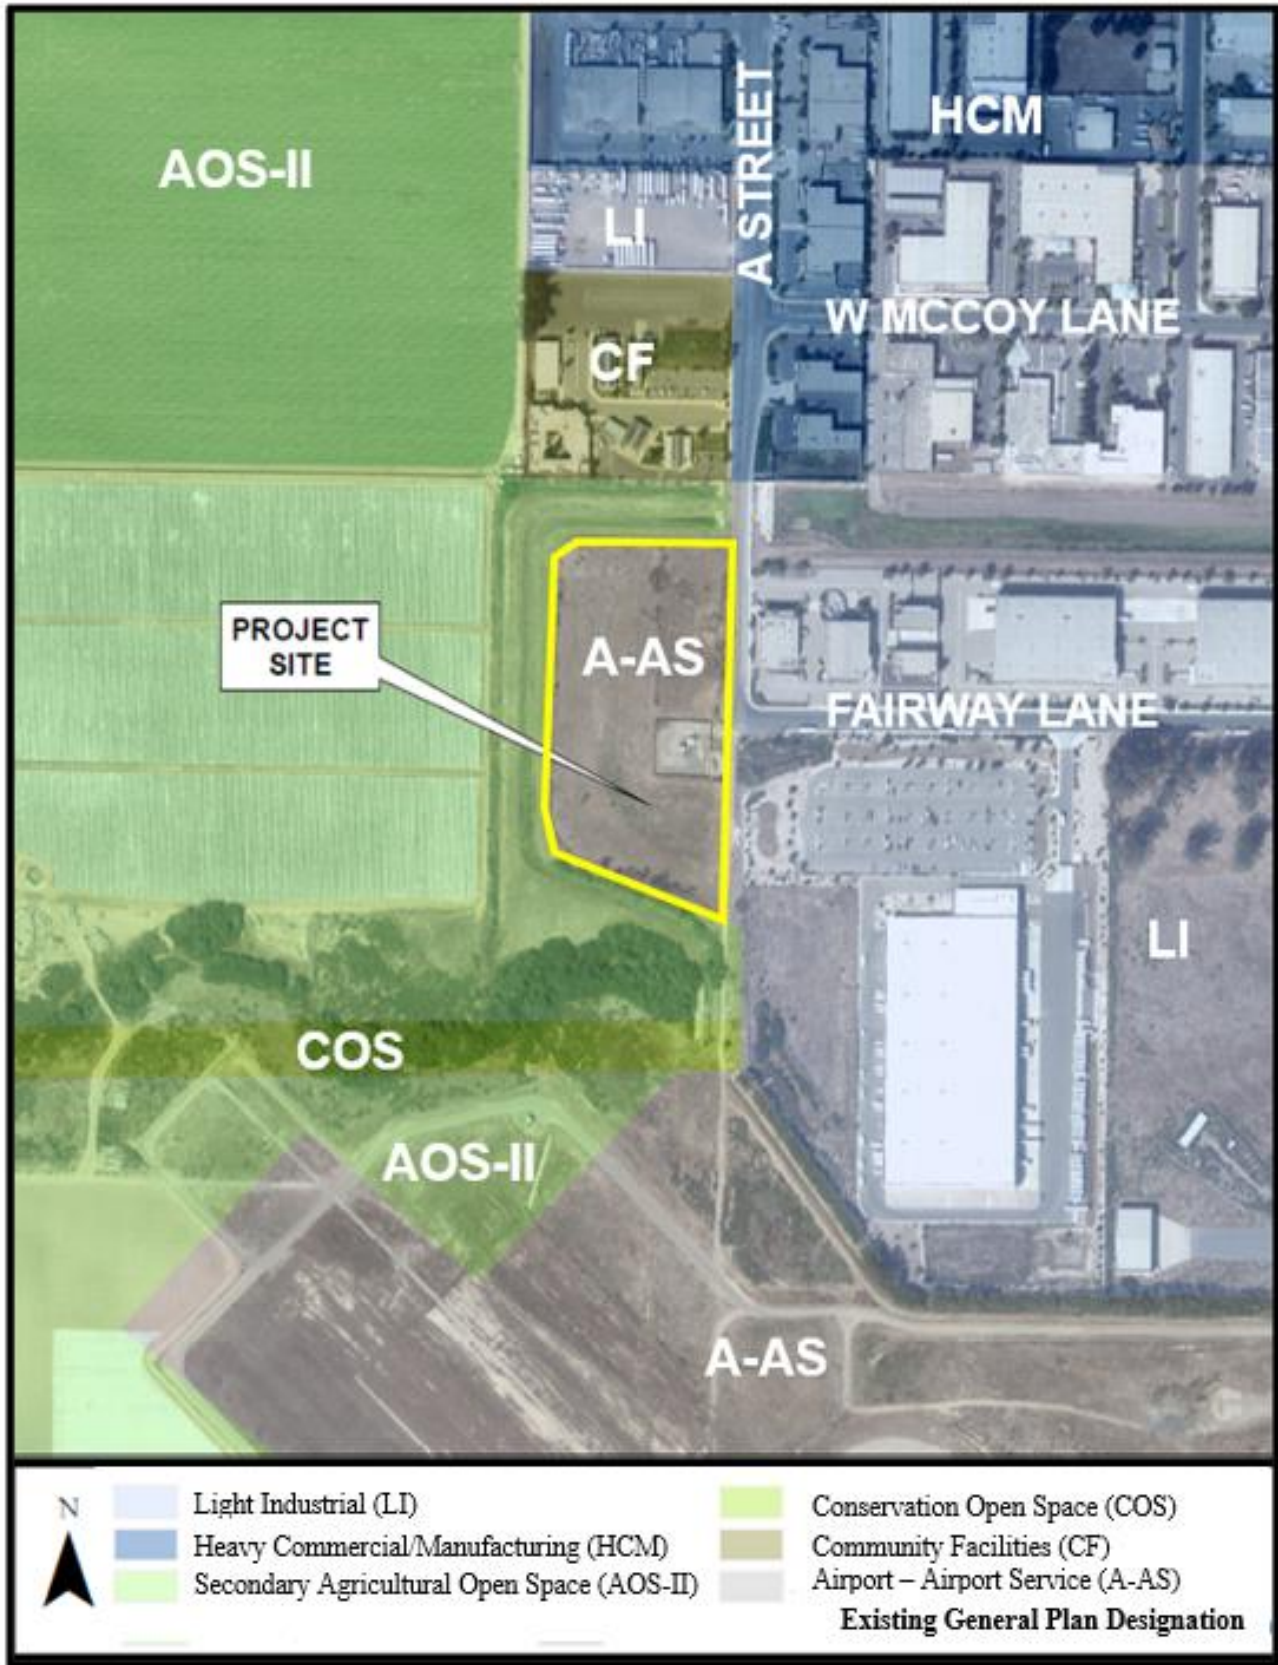 AOS-II
HCM
A STREET
LI
W MCCOY LANE
CF
PROJECT
SITE
A-AS
FAIRWAY LANE
LI
COS
AOS-II
A-AS
N
Light Industrial (LI)
Heavy Commercial/Manufacturing (HCM)
Secondary Agricultural Open Space (AOS-II)
Conservation Open Space (COS)
Community Facilities (CF)
Airport – Airport Service (A-AS)
Existing General Plan Designation